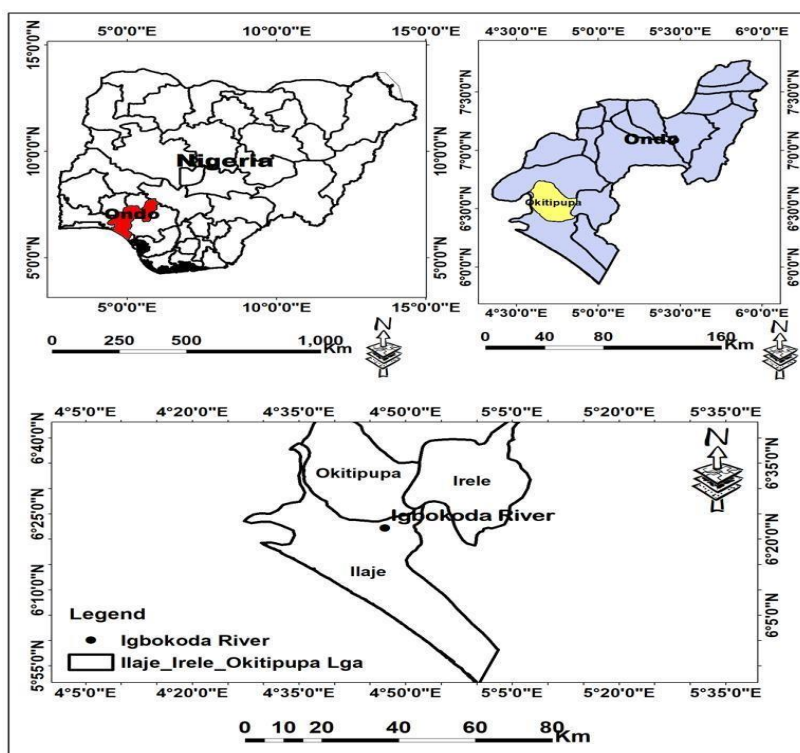 5°0'0"E 10°0'0"E 15°0'0"E
15°0'0"N
10°0'0"N
5°0'0"N
Nigeria
Ondo
5°0'0"E 10°0'0"E 15°0'0"E
0 250 500 1,000
Km
N
4°30'0"E 5°0'0"E 5°30'0"E 6°0'0"E
7°30'0"N
7°0'0"N
6°30'0"N
6°0'0"N
Ondo
Okitipupa
4°30'0"E 5°0'0"E 5°30'0"E 6°0'0"E
0 40 80 160
Km
N
4°5'0"E 4°20'0"E 4°35'0"E 4°50'0"E 5°5'0"E 5°20'0"E 5°35'0"E
6°40'0"N
6°25'0"N
6°10'0"N
5°55'0"N
6°35'0"N
6°20'0"N
6°5'0"N
N
Okitipupa
Irele
Igbokoda River
Ilaje
Legend
Igbokoda River
Ilaje_Irele_Okitipupa Lga
4°5'0"E 4°20'0"E 4°35'0"E 4°50'0"E 5°5'0"E 5°20'0"E 5°35'0"E
0 10 20 40 60 80
Km